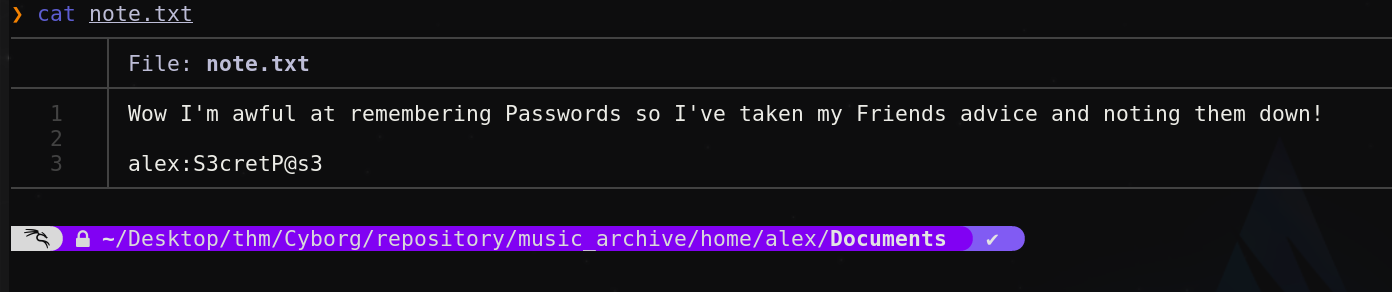 ❯ cat note.txt
File: note.txt
1 Wow I'm awful at remembering Passwords so I've taken my Friends advice and noting them down!
2
3 alex:S3cretP@s3
~/Desktop/thm/Cyborg/repository/music_archive/home/alex/Documents ✔